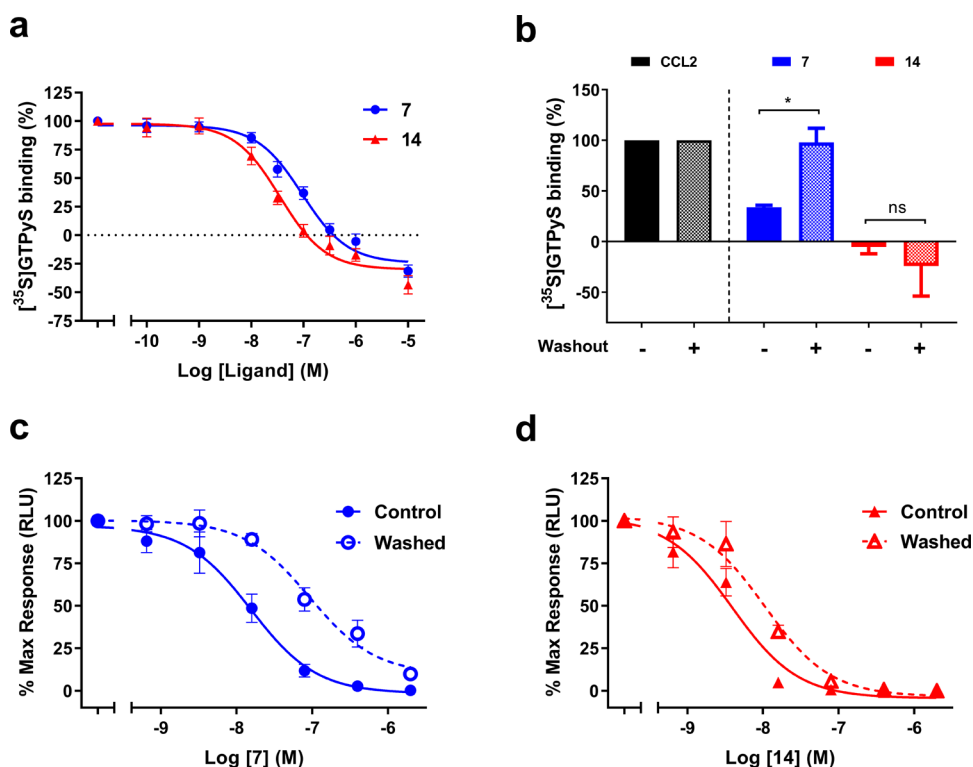 a
[35S]GTPyS binding (%)
125
100
75
50
25
0
-25
-50
-75
7
14
-10 -9 -8 -7 -6 -5
Log [Ligand] (M)
b
CCL2 7 14
[35S]GTPyS binding (%)
150
100
50
0
-50
*
ns
Washout - + - + - +
c
% Max Response (RLU)
125
100
75
50
25
0
Control
Washed
-9 -8 -7 -6
Log [7] (M)
d
% Max Response (RLU)
125
100
75
50
25
0
Control
Washed
-9 -8 -7 -6
Log [14] (M)